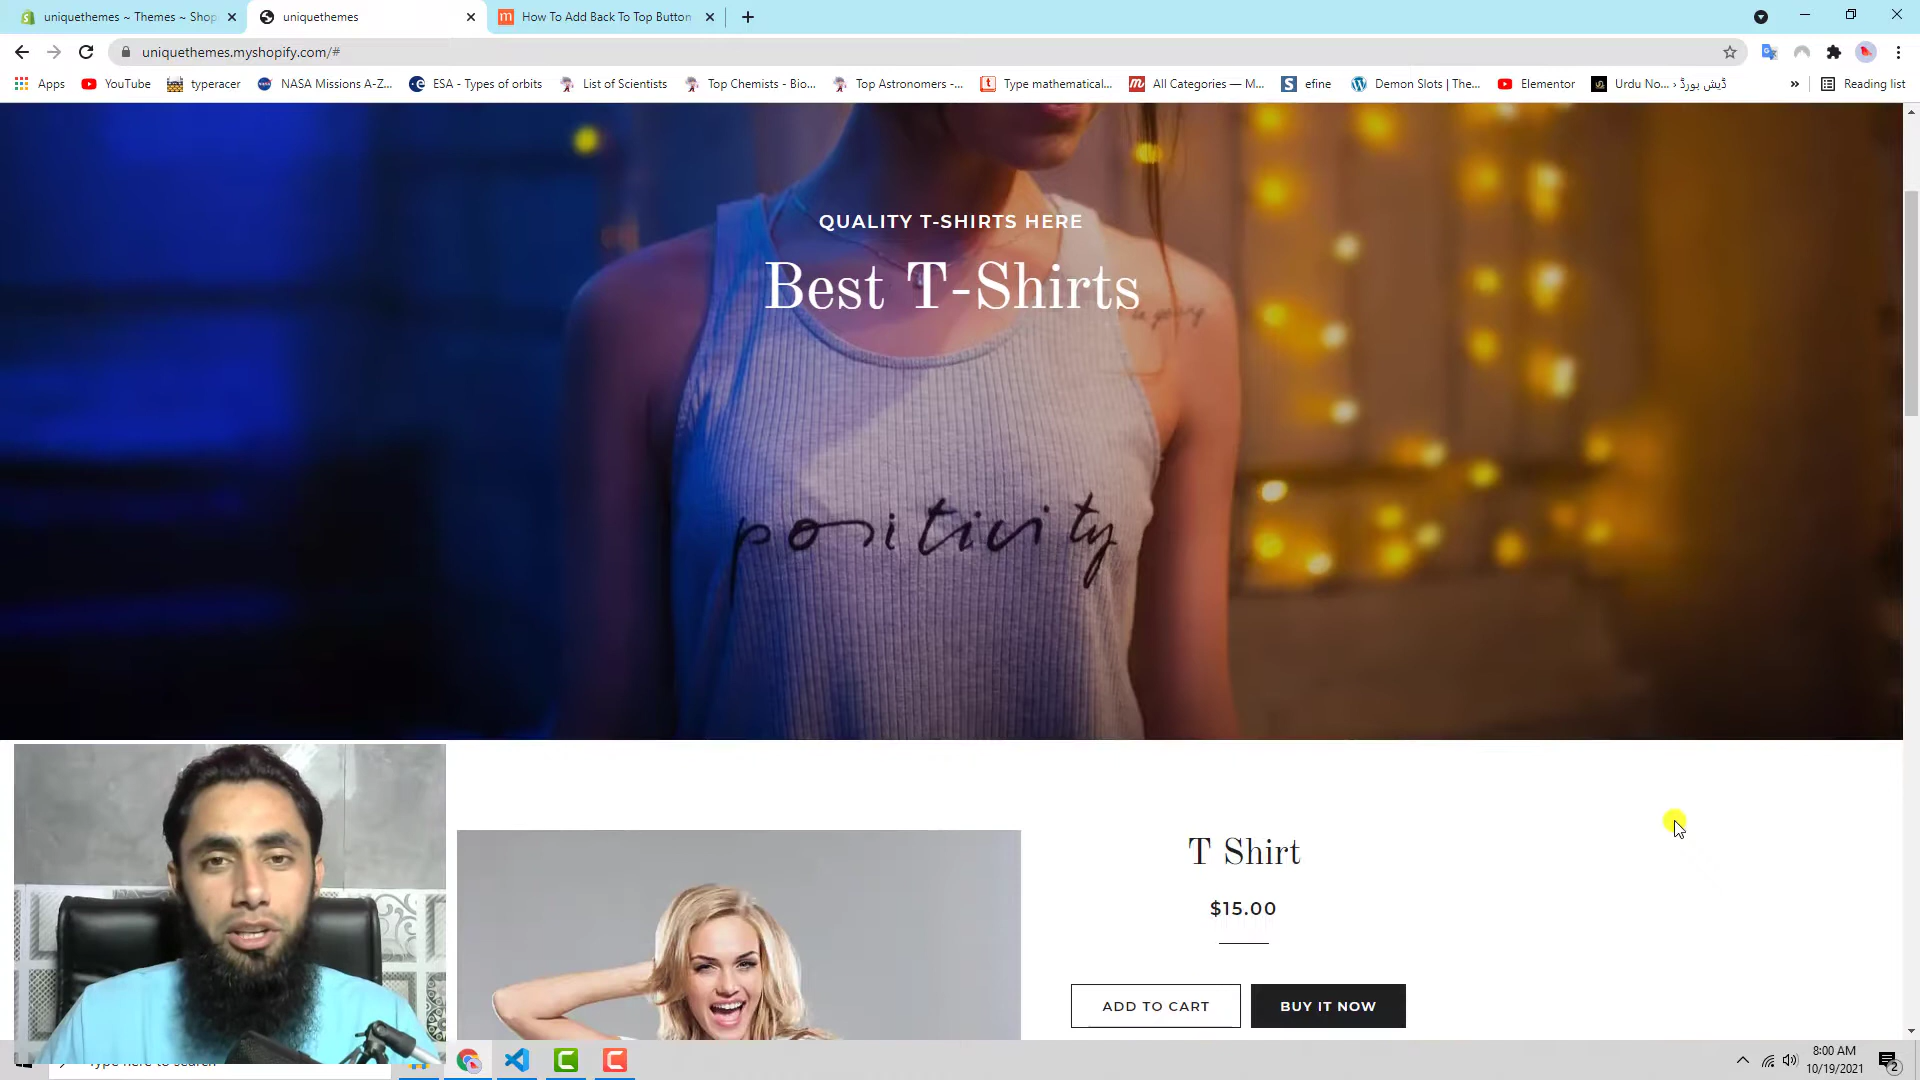 uniquethemes ~ Themes ~ Shop
uniquethemes
How To Add Back To Top Button
uniquethemes.myshopify.com/#
Apps
YouTube
typeracer
NASA Missions A-Z...
ESA - Types of orbits
List of Scientists
Top Chemists - Bio...
Top Astronomers -...
Type mathematical...
All Categories — M...
efine
Demon Slots | The...
Elementor
Urdu No... › ڈیش بورڈ
»
Reading list
QUALITY T-SHIRTS HERE
Best T-Shirts
positivity
T Shirt
$15.00
ADD TO CART
BUY IT NOW
Type here to search
8:00 AM
10/19/2021
2